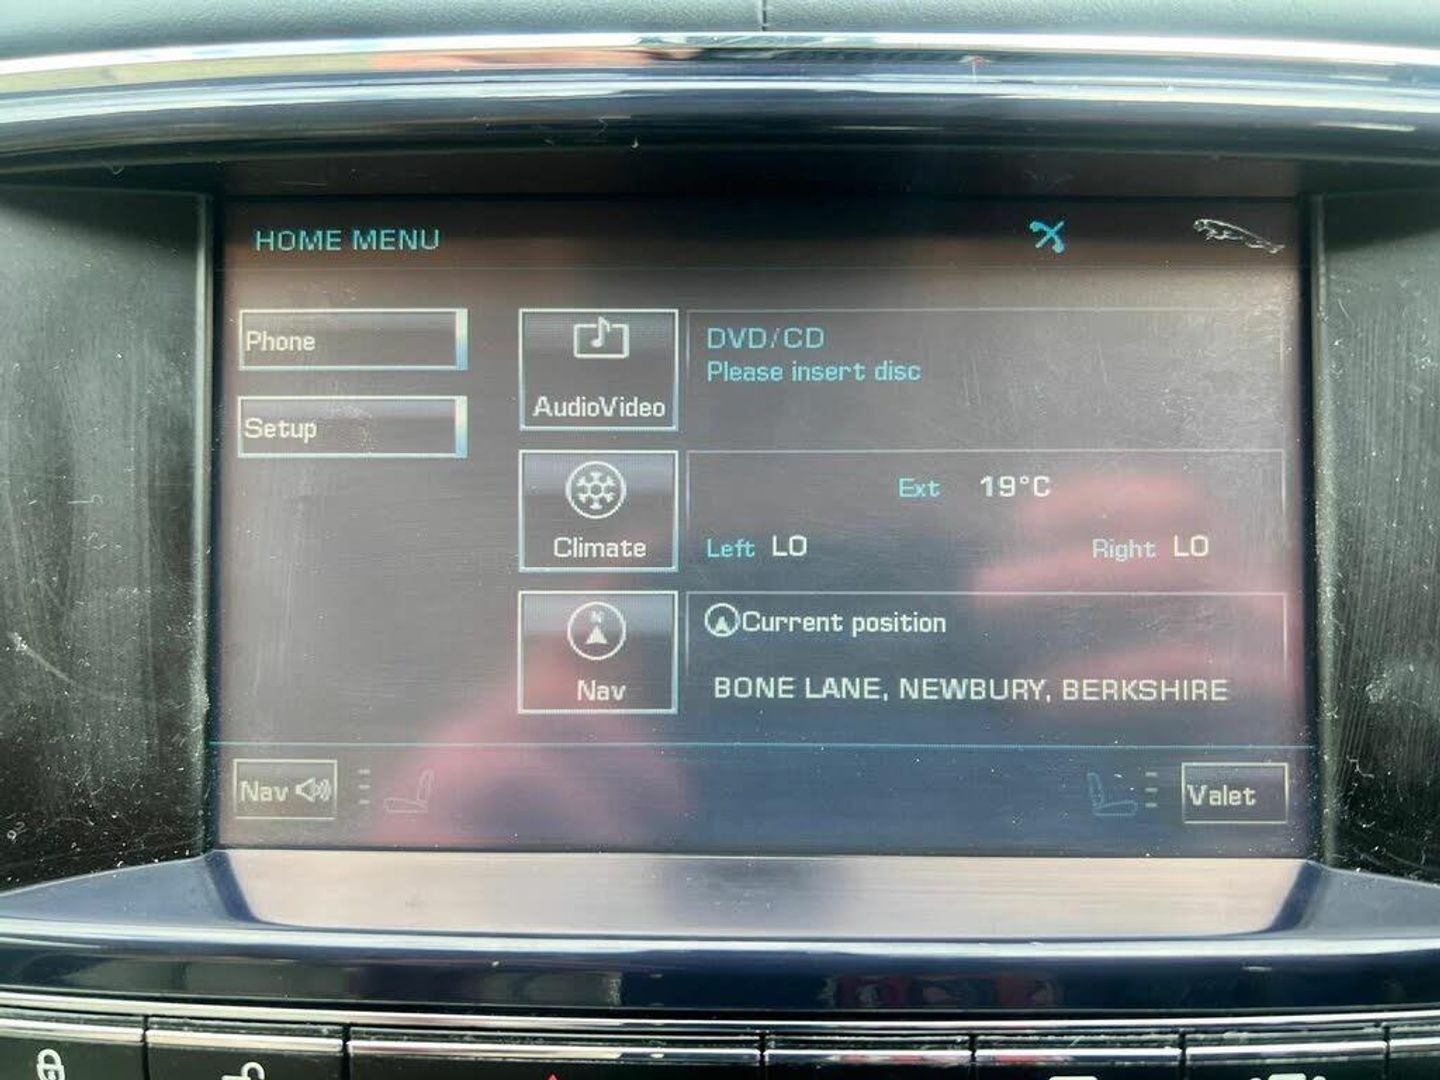 HOME MENU
Phone
Setup
AudioVideo
DVD/CD
Please insert disc
Climate
Ext 19°C
Left LO
Right LO
N
Nav
Current position
BONE LANE, NEWBURY, BERKSHIRE
Nav
Valet